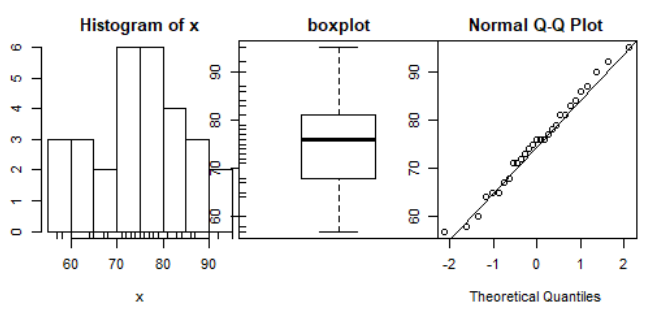 Histogram of x
boxplot
Normal Q-Q Plot
6
5
4
3
2
1
0
60 70 80 90
x
90
80
70
60
90
80
70
60
-2 -1 0 1 2
Theoretical Quantiles